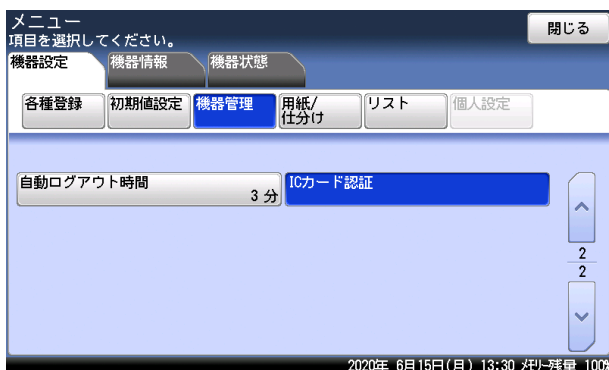 メニュー
項目を選択してください。
閉じる
機器設定
機器情報
機器状態
各種登録
初期値設定
機器管理
用紙/
仕分け
リスト
個人設定
自動ログアウト時間
3 分
ICカード認証
2
2
2020年 6月15日(月) 13:30 メモリー残量 100%